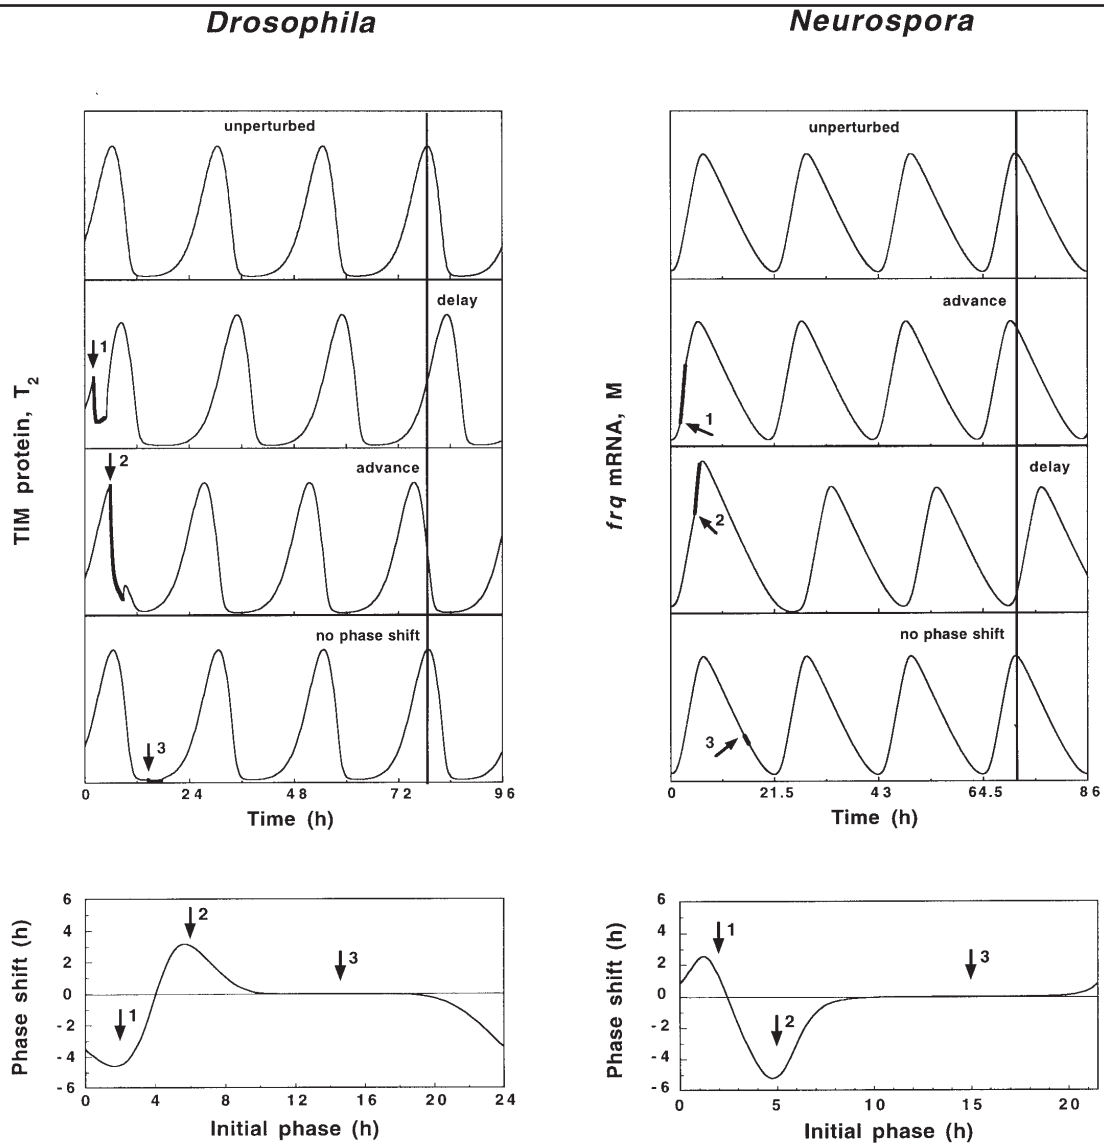 Drosophila
Neurospora
TIM protein, T2
unperturbed
delay
1
2
advance
no phase shift
3
0 24 48 72 96
Time (h)
frq mRNA, M
unperturbed
advance
1
delay
2
no phase shift
3
0 21.5 43 64.5 86
Time (h)
Phase shift (h)
6
4
2
0
-2
-4
-6
2
3
1
0 4 8 12 16 20 24
Initial phase (h)
Phase shift (h)
6
4
2
0
-2
-4
-6
1
3
2
0 5 10 15 20
Initial phase (h)